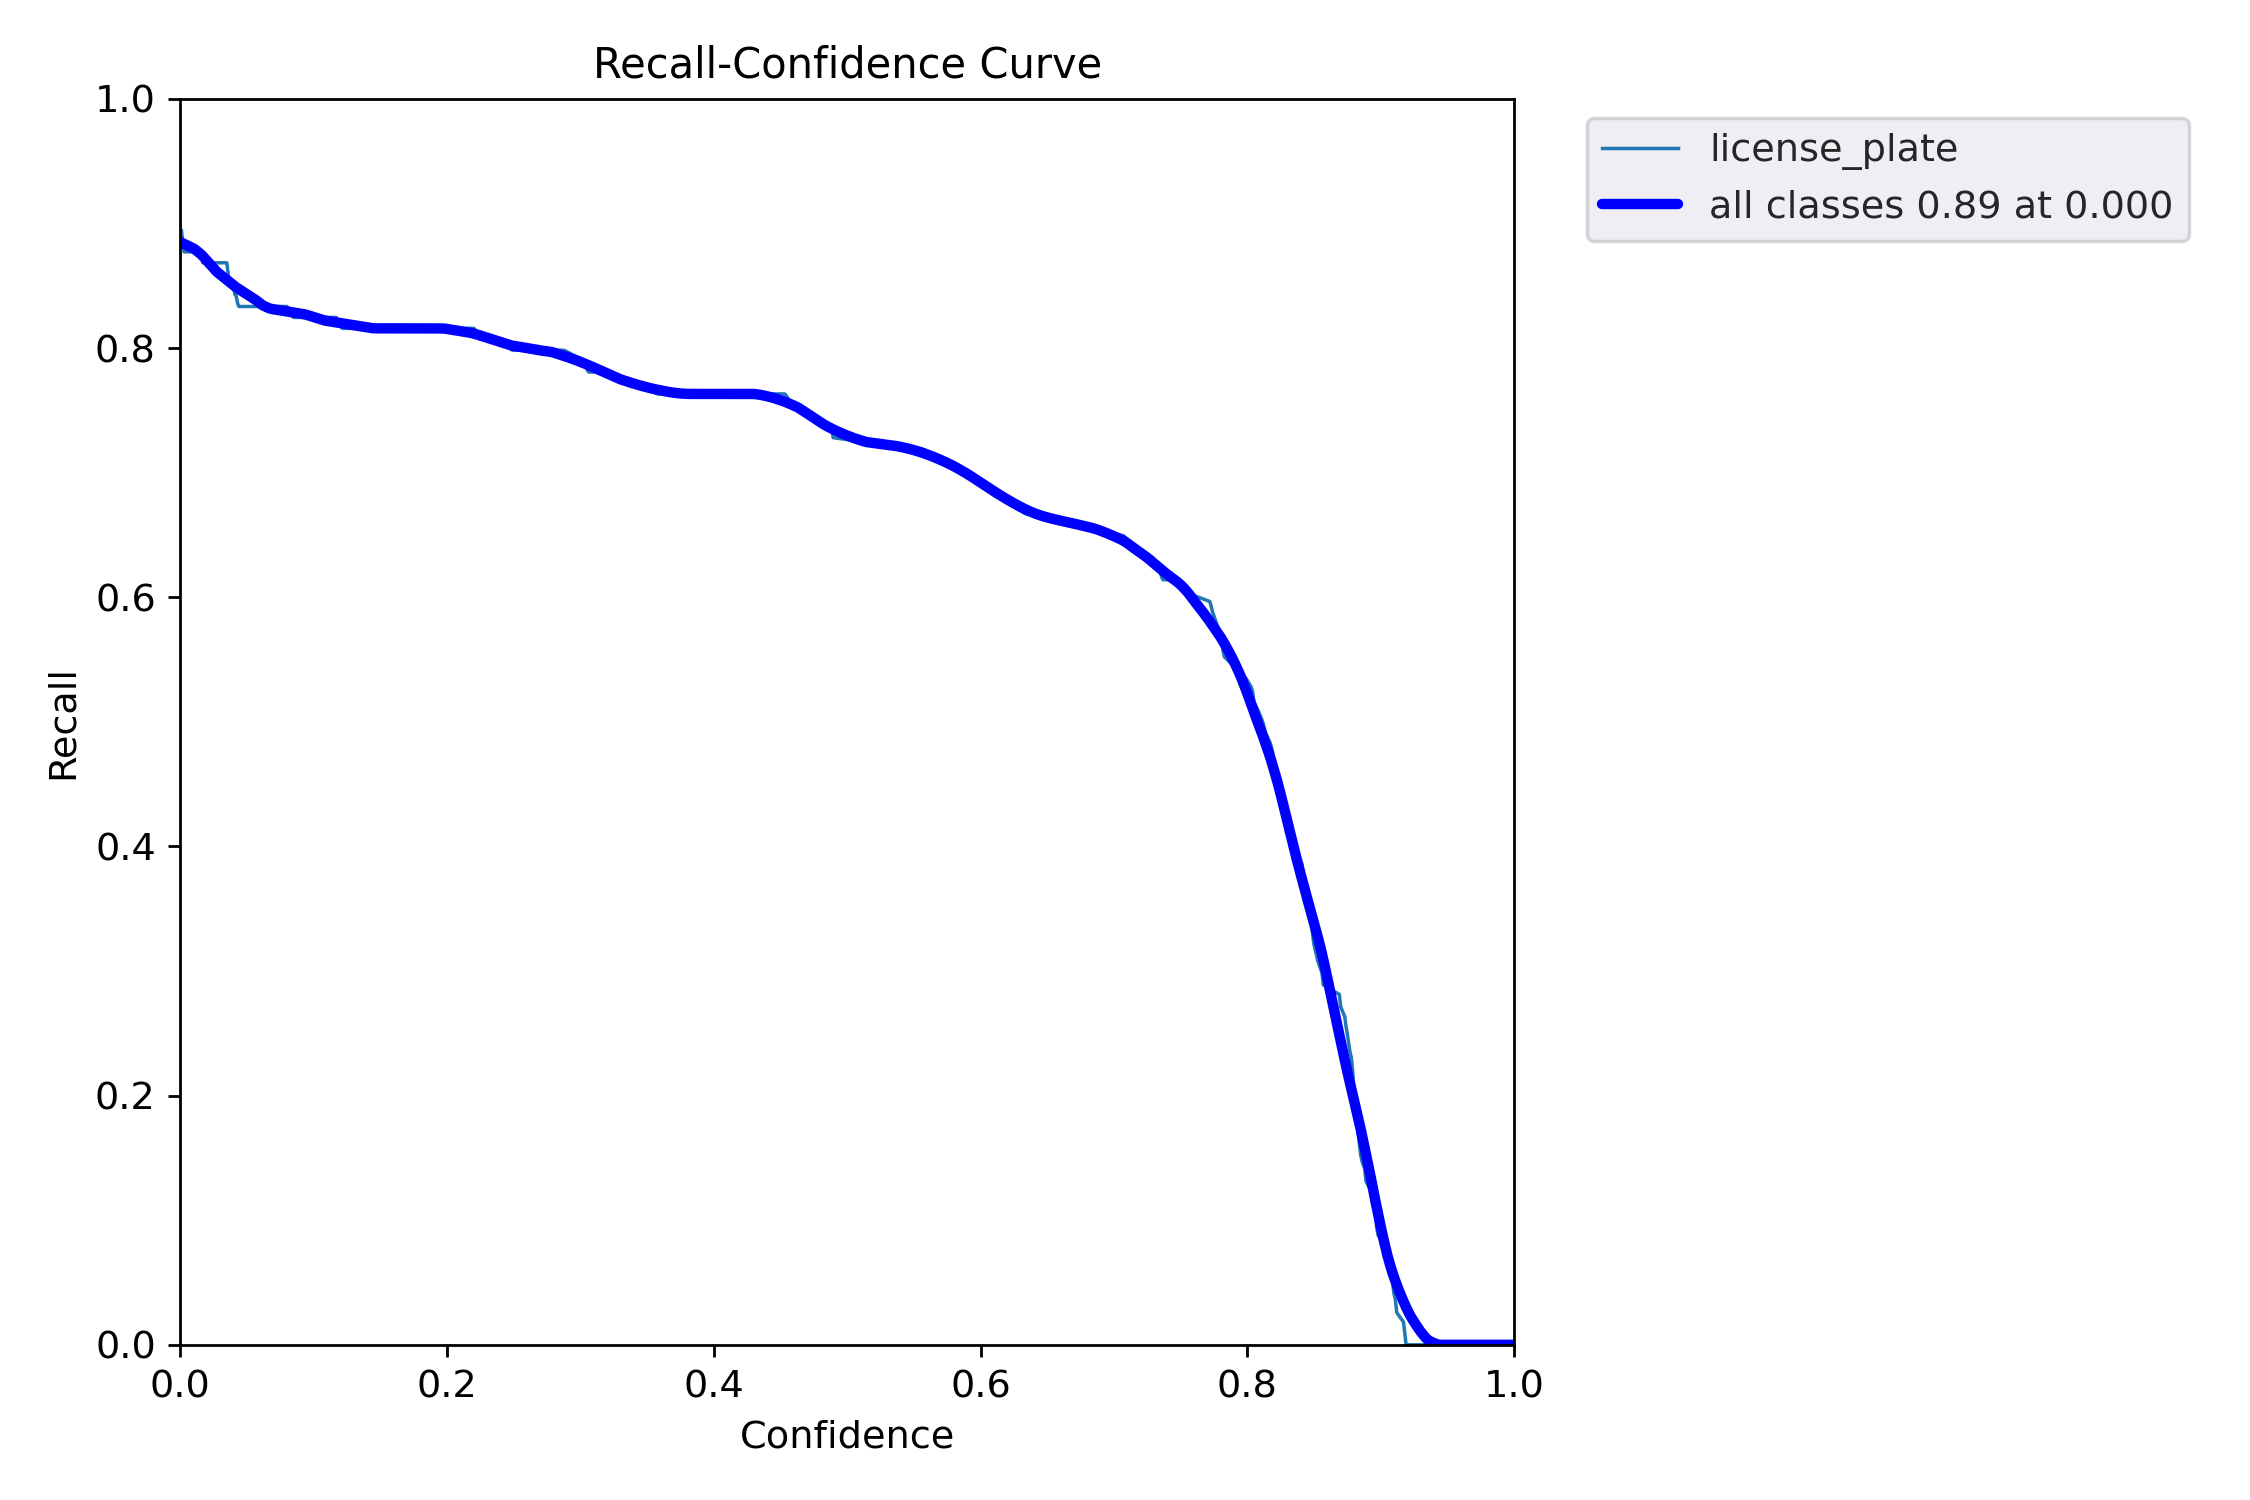 Recall-Confidence Curve
license_plate
all classes 0.89 at 0.000
1.0
0.8
0.6
0.4
0.2
0.0
Recall
0.0 0.2 0.4 0.6 0.8 1.0
Confidence